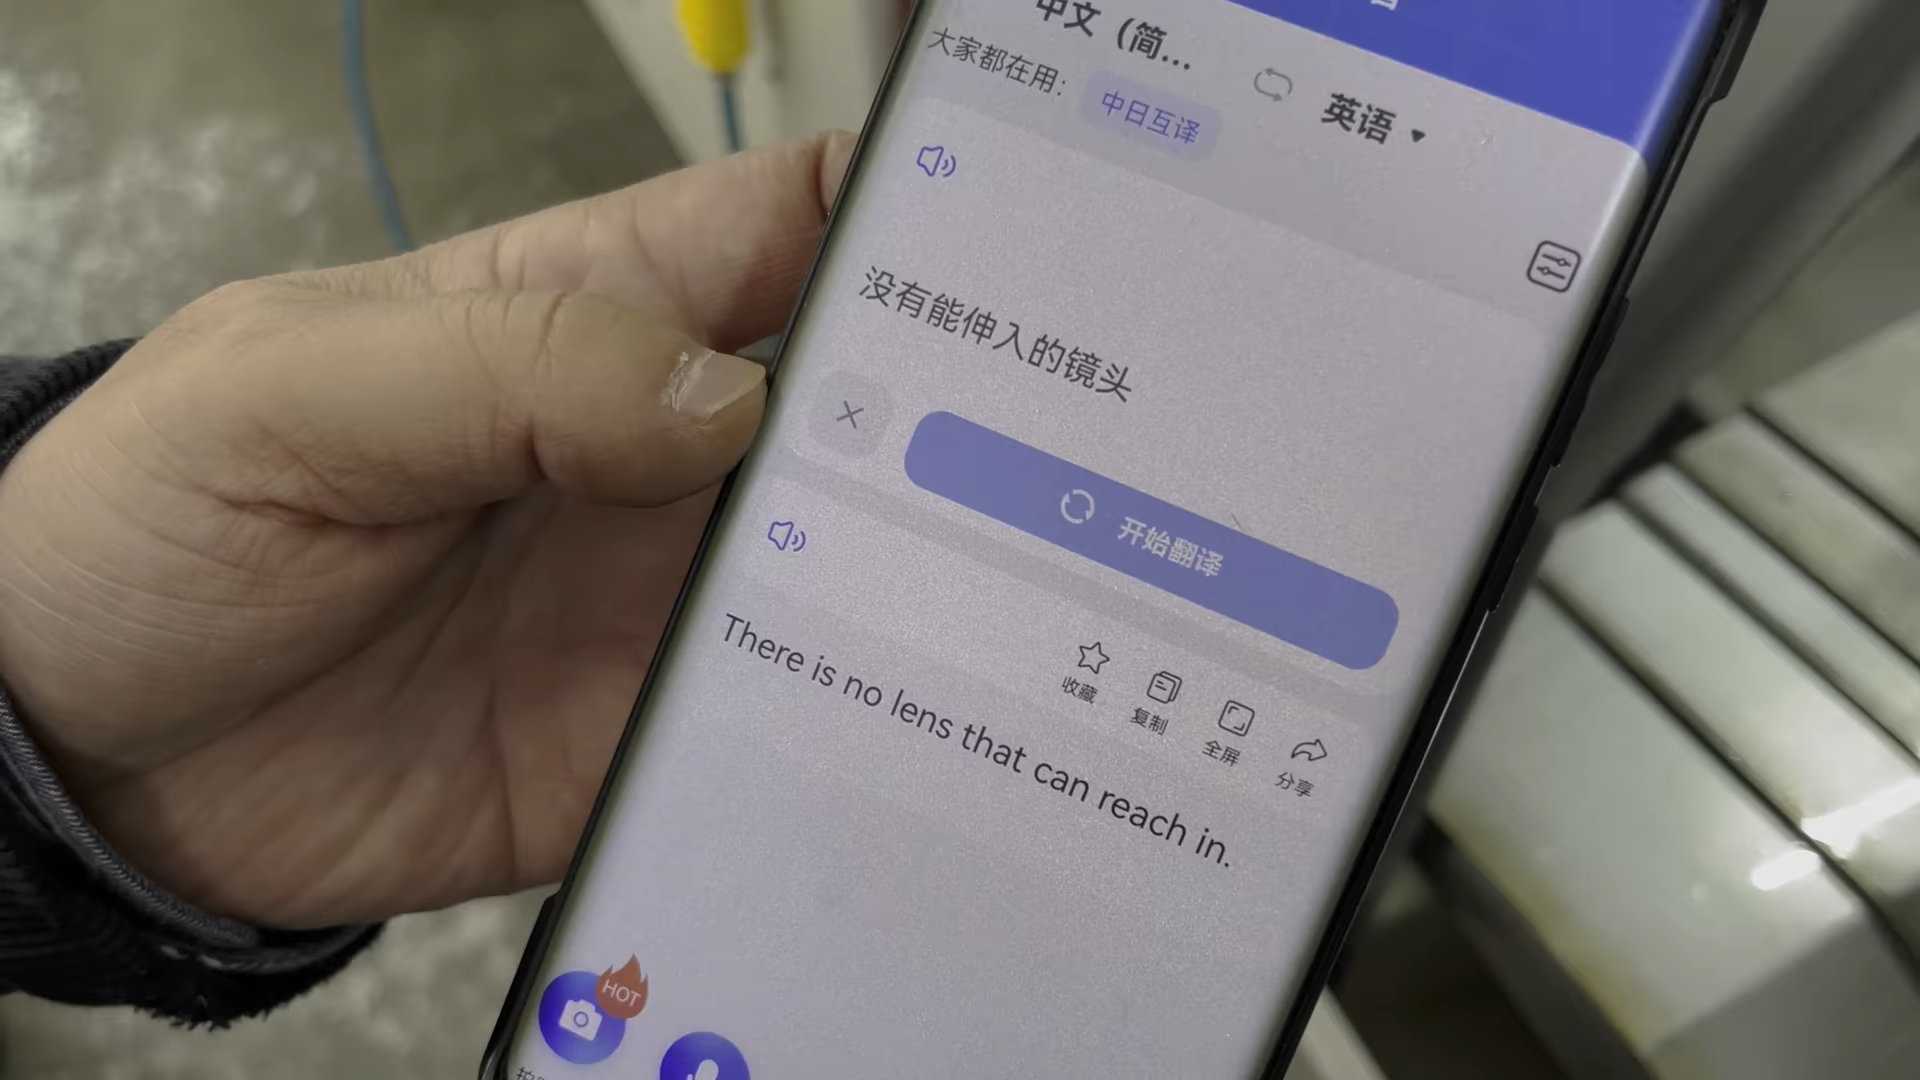 中文（简...
英语
大家都在用：
中日互译
没有能伸入的镜头
开始翻译
收藏
复制
全屏
分享
There is no lens that can reach in.
HOT